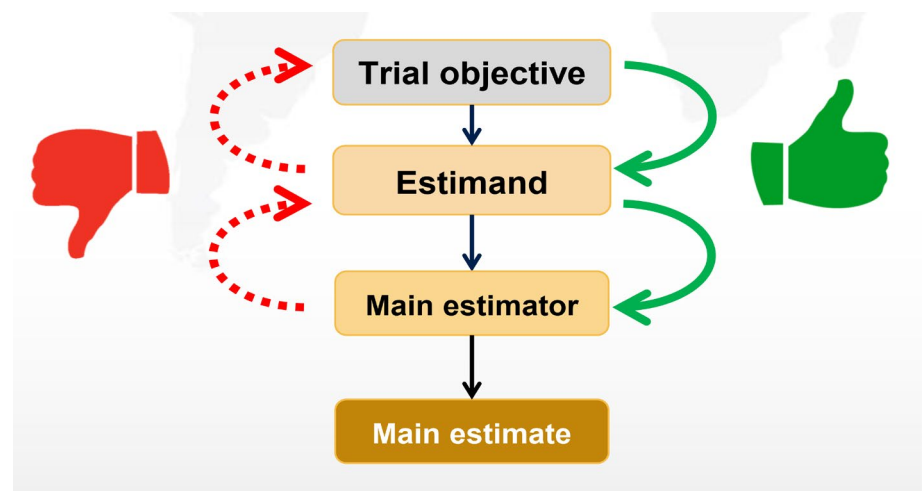 Trial objective
Estimand
Main estimator
Main estimate